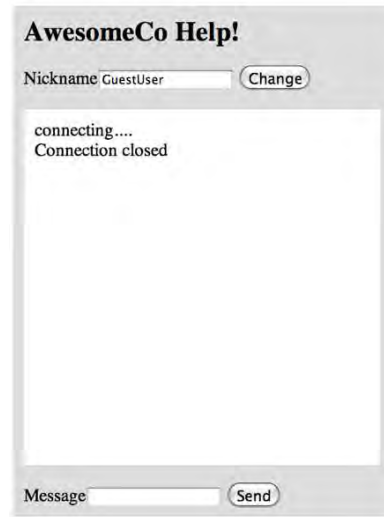 AwesomeCo Help!
Nickname GuestUser Change
connecting....
Connection closed
Message Send